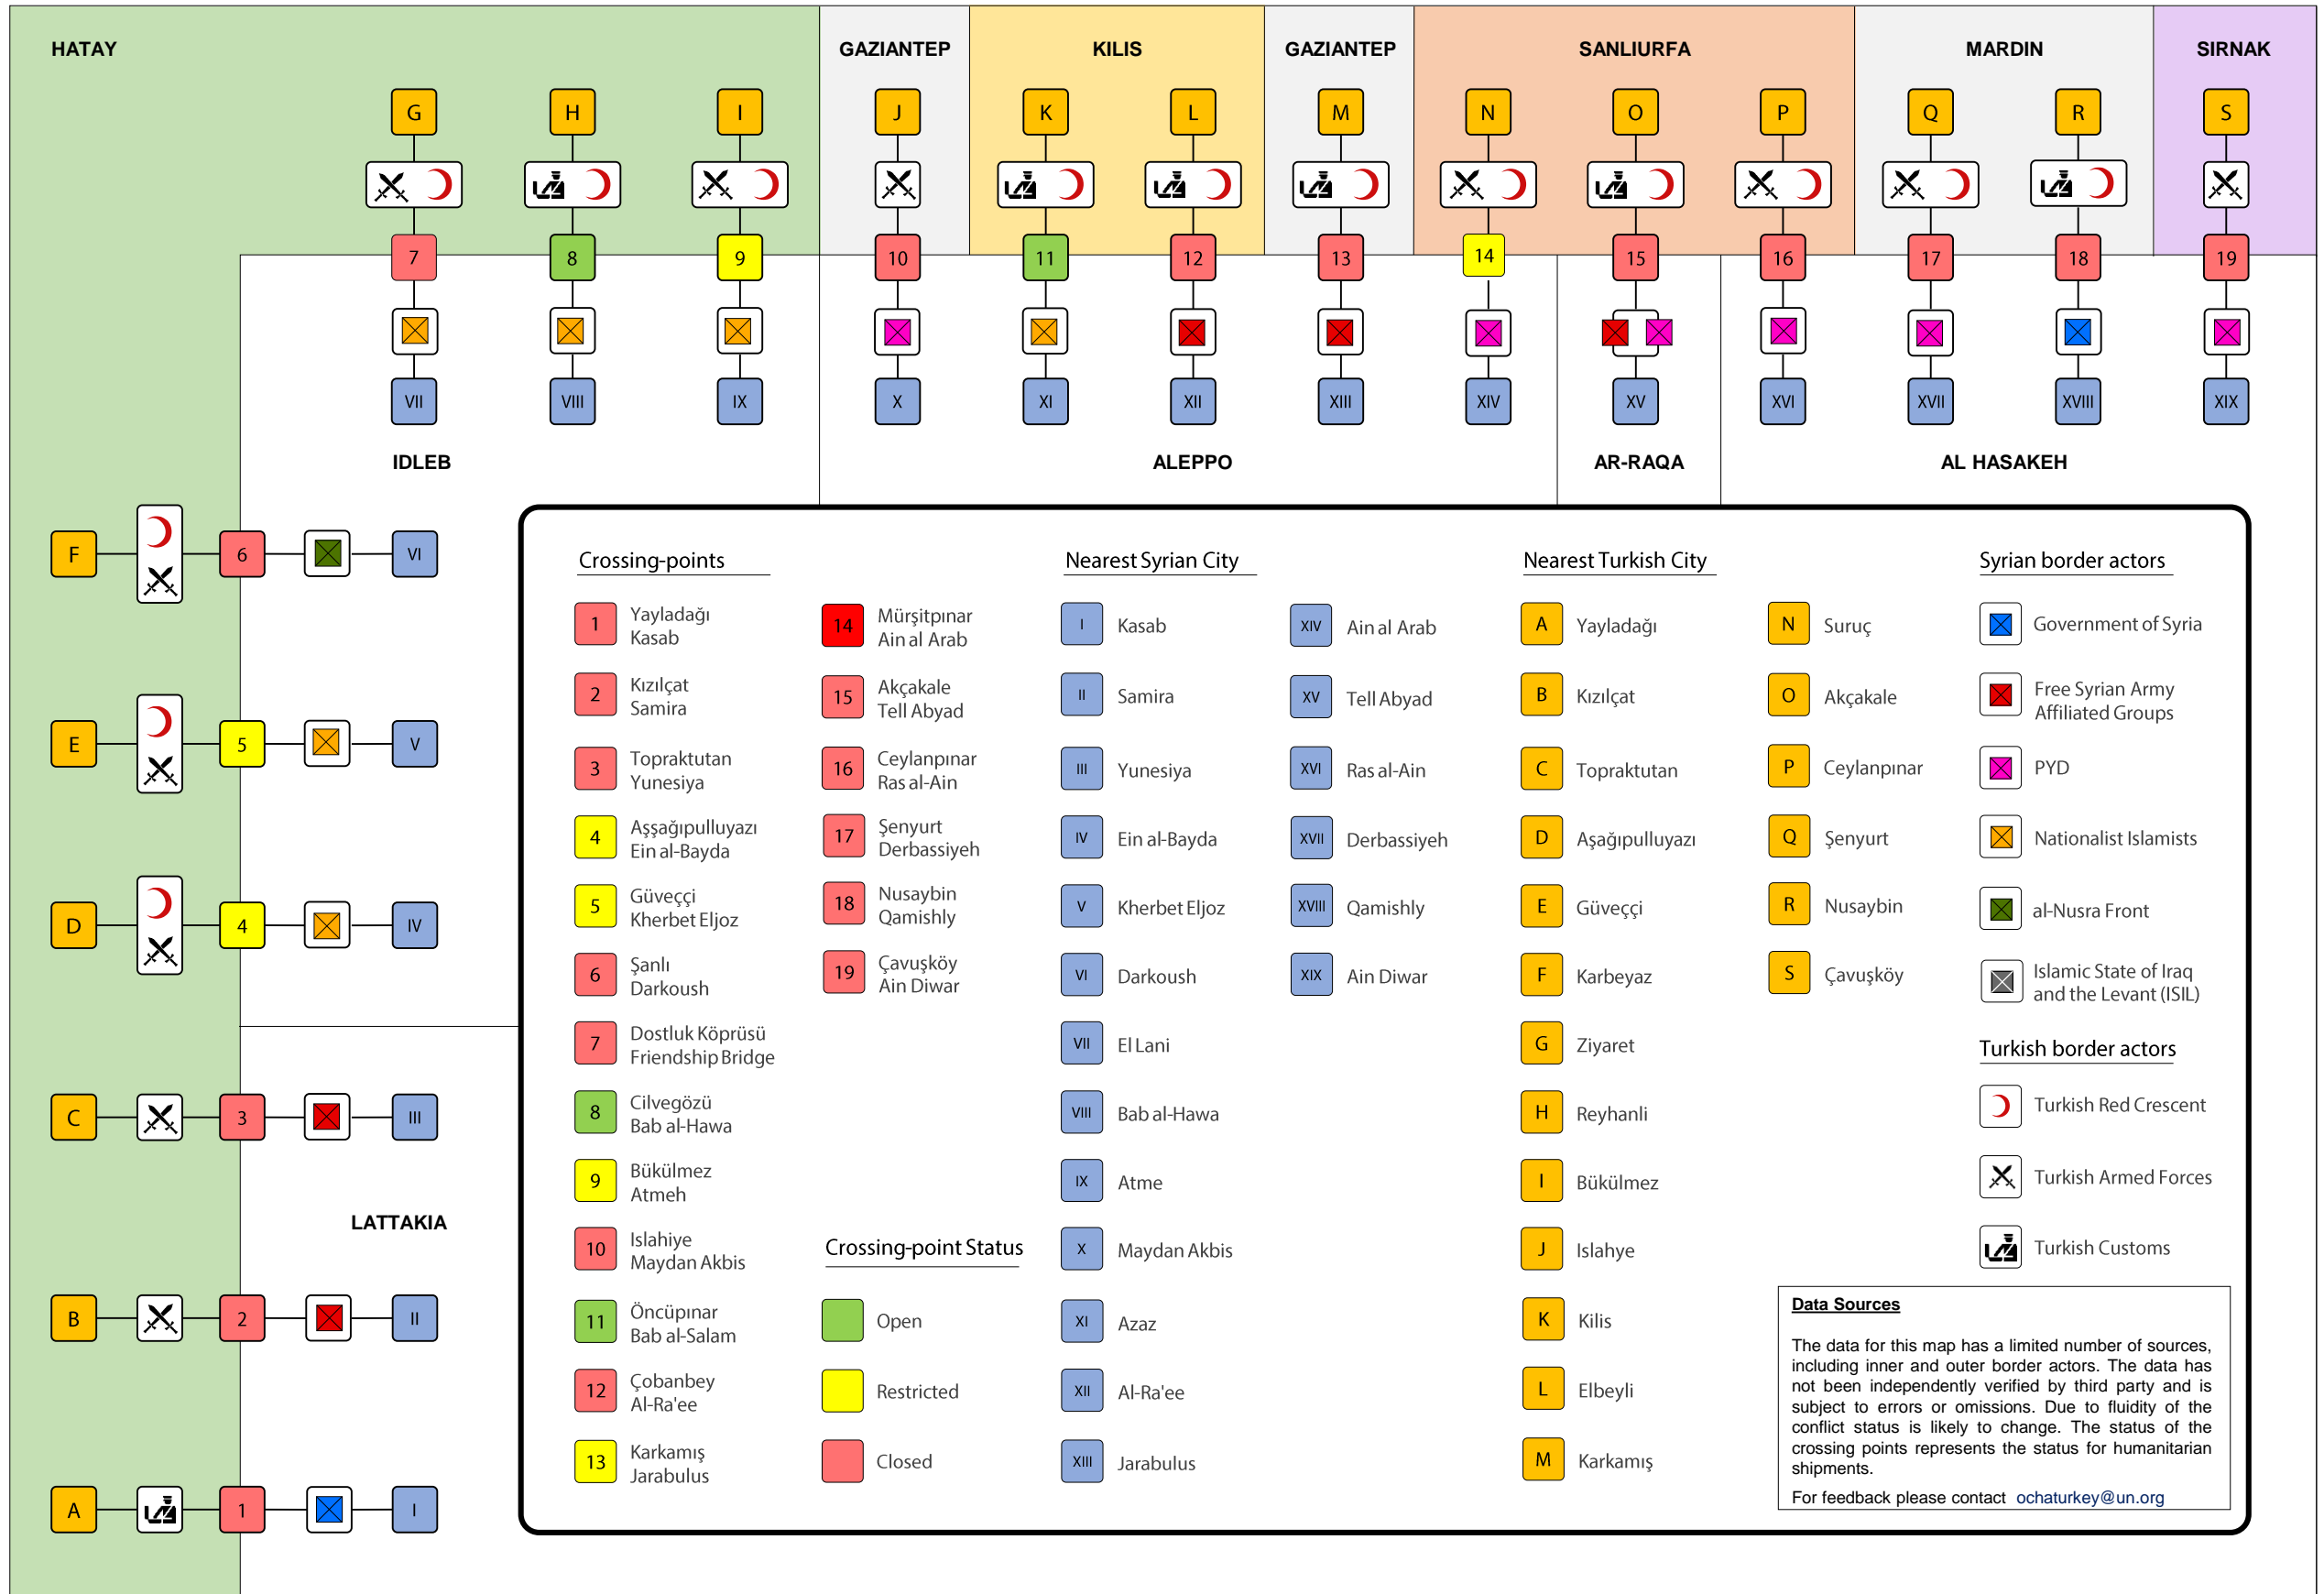 HATAY
GAZIANTEP
KILIS
GAZIANTEP
SANLIURFA
MARDIN
SIRNAK
G
H
I
J
K
L
M
N
O
P
Q
R
S
7
8
9
10
11
12
13
14
15
16
17
18
19
VII
VIII
IX
X
XI
XII
XIII
XIV
XV
XVI
XVII
XVIII
XIX
IDLEB
ALEPPO
AR-RAQA
AL HASAKEH
F
6
VI
E
5
V
D
4
IV
C
3
III
LATTAKIA
B
2
II
A
1
I
Crossing-points
1
Yayladağı
Kasab
2
Kızılçat
Samira
3
Topraktutan
Yunesiya
4
Aşşağıpulluyazı
Ein al-Bayda
5
Güveççi
Kherbet Eljoz
6
Şanlı
Darkoush
7
Dostluk Köprüsü
Friendship Bridge
8
Cilvegözü
Bab al-Hawa
9
Bükülmez
Atmeh
10
Islahiye
Maydan Akbis
11
Öncüpınar
Bab al-Salam
12
Çobanbey
Al-Ra'ee
13
Karkamış
Jarabulus
14
Mürşitpınar
Ain al Arab
15
Akçakale
Tell Abyad
16
Ceylanpınar
Ras al-Ain
17
Şenyurt
Derbassiyeh
18
Nusaybin
Qamishly
19
Çavuşköy
Ain Diwar
Crossing-point Status
Open
Restricted
Closed
Nearest Syrian City
I
Kasab
II
Samira
III
Yunesiya
IV
Ein al-Bayda
V
Kherbet Eljoz
VI
Darkoush
VII
El Lani
VIII
Bab al-Hawa
IX
Atme
X
Maydan Akbis
XI
Azaz
XII
Al-Ra'ee
XIII
Jarabulus
XIV
Ain al Arab
XV
Tell Abyad
XVI
Ras al-Ain
XVII
Derbassiyeh
XVIII
Qamishly
XIX
Ain Diwar
Nearest Turkish City
A
Yayladağı
B
Kızılçat
C
Topraktutan
D
Aşağıpulluyazı
E
Güveççi
F
Karbeyaz
G
Ziyaret
H
Reyhanli
I
Bükülmez
J
Islahye
K
Kilis
L
Elbeyli
M
Karkamış
N
Suruç
O
Akçakale
P
Ceylanpınar
Q
Şenyurt
R
Nusaybin
S
Çavuşköy
Syrian border actors
Government of Syria
Free Syrian Army
Affiliated Groups
PYD
Nationalist Islamists
al-Nusra Front
Islamic State of Iraq
and the Levant (ISIL)
Turkish border actors
Turkish Red Crescent
Turkish Armed Forces
Turkish Customs
Data Sources
The data for this map has a limited number of sources,
including inner and outer border actors. The data has
not been independently verified by third party and is
subject to errors or omissions. Due to fluidity of the
conflict status is likely to change. The status of the
crossing points represents the status for humanitarian
shipments.
For feedback please contact ochaturkey@un.org